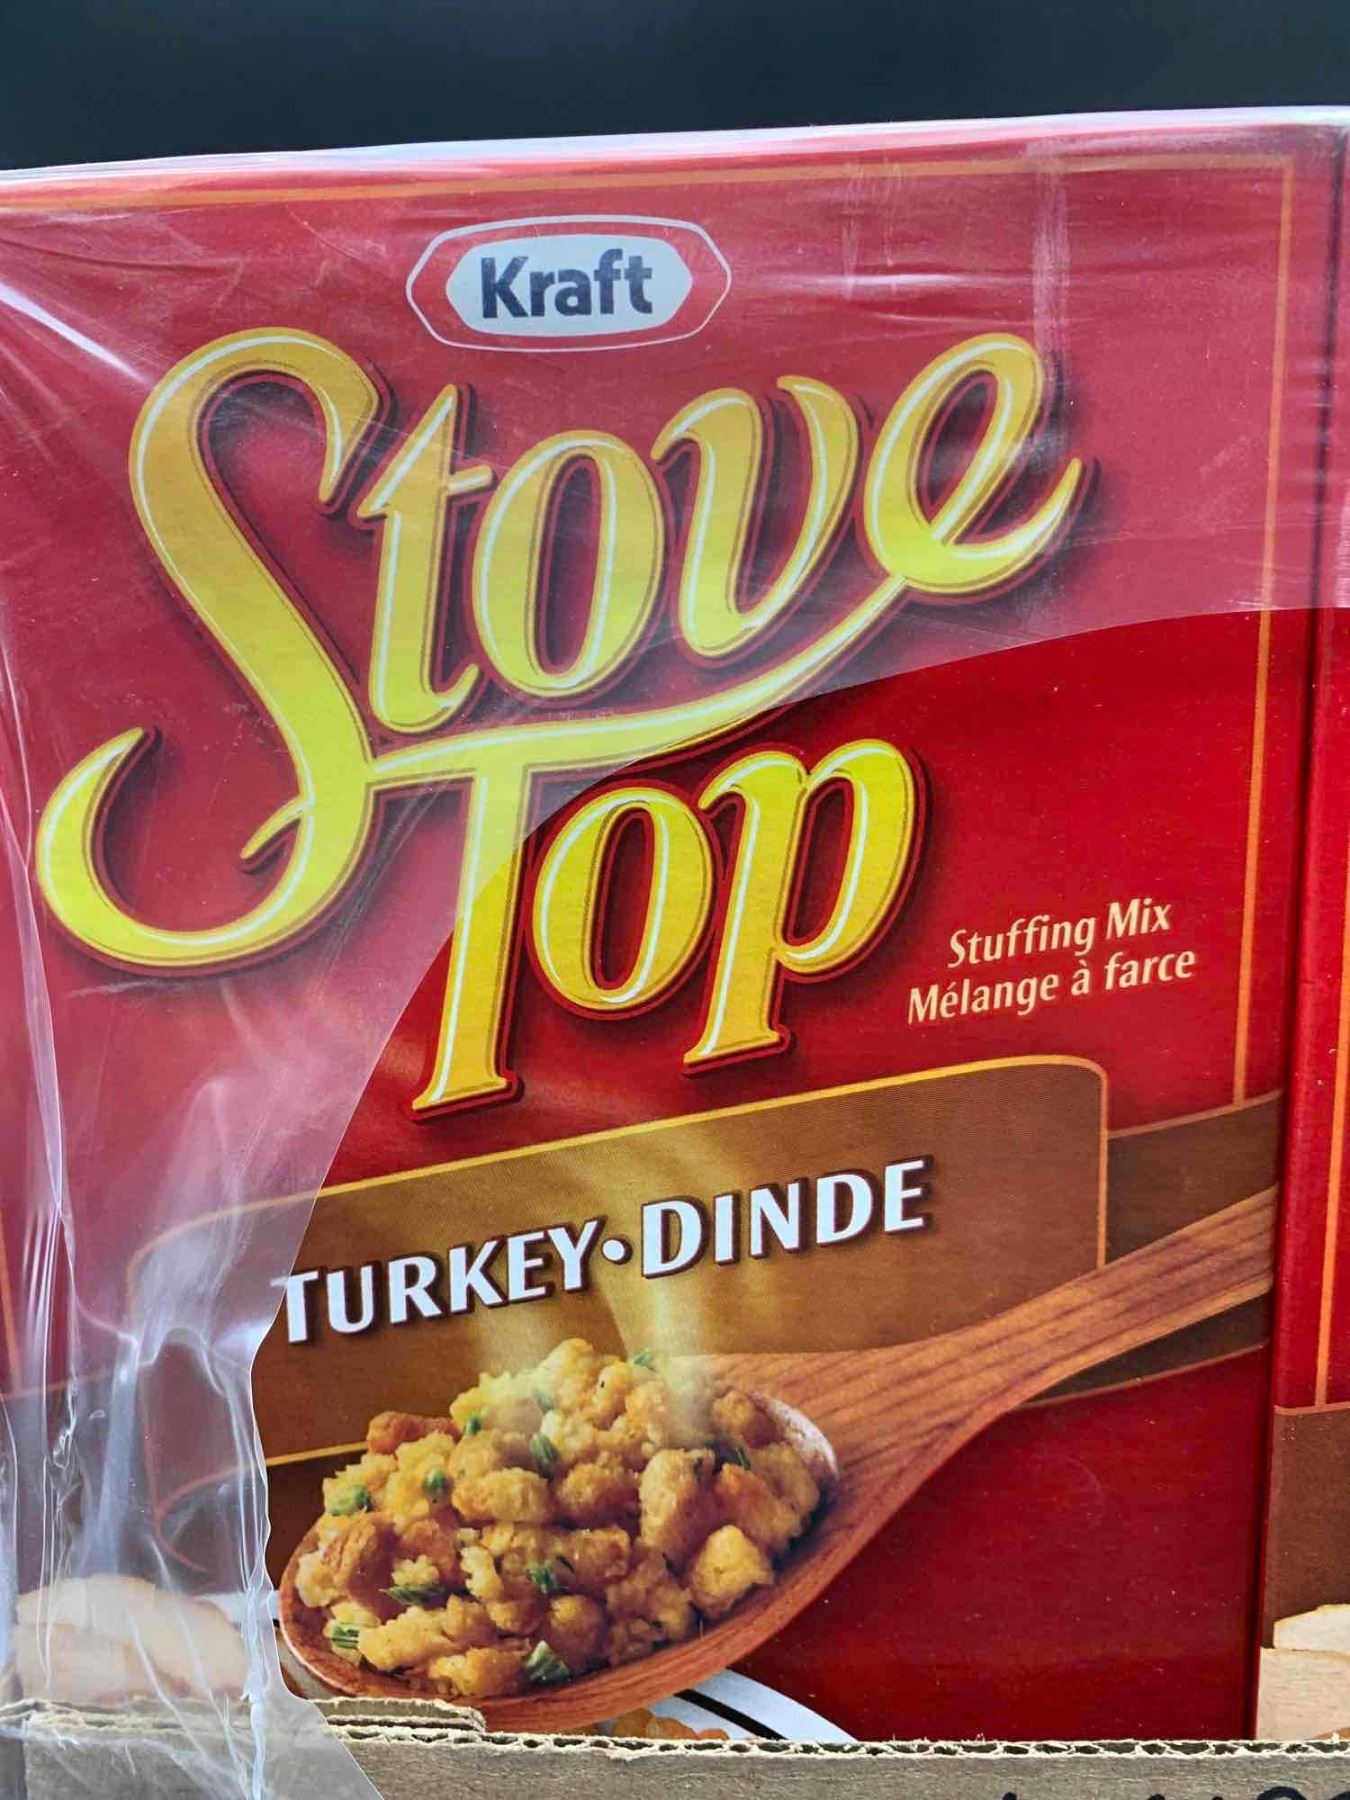 Kraft
Stove
Top
Stuffing Mix
Mélange à farce
TURKEY•DINDE